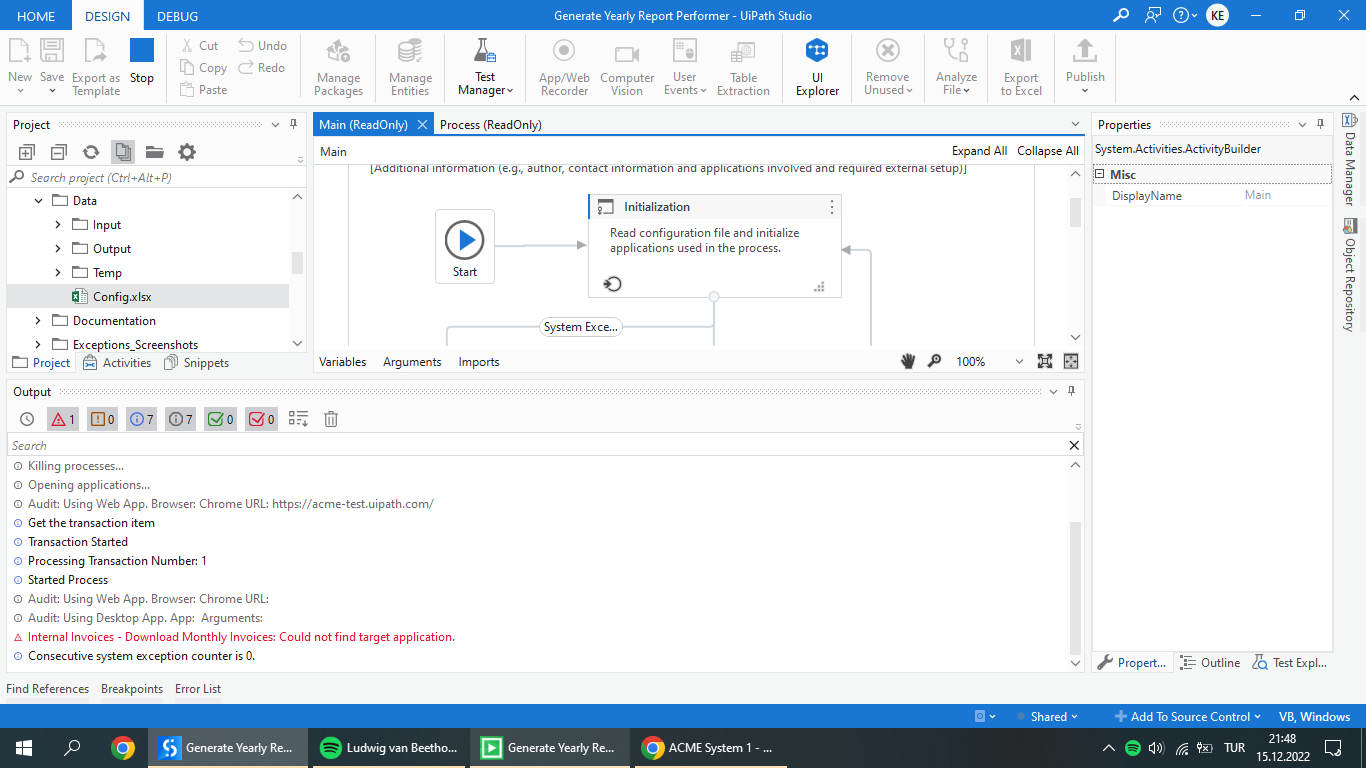 HOME DESIGN DEBUG Generate Yearly Report Performer - UiPath Studio KE
New Save Export as Template Stop Cut Copy Paste Undo Redo Manage Packages Manage Entities Test Manager App/Web Recorder Computer Vision User Events Table Extraction UI Explorer Remove Unused Analyze File Export to Excel Publish
Project
Search project (Ctrl+Alt+P)
Data
Input
Output
Temp
Config.xlsx
Documentation
Exceptions_Screenshots
Project Activities Snippets
Main (ReadOnly) Process (ReadOnly)
Main Expand All Collapse All
[Additional information (e.g., author, contact information and applications involved and required external setup)]
Start
Initialization
Read configuration file and initialize
applications used in the process.
System Exce...
Variables Arguments Imports 100%
Properties
System.Activities.ActivityBuilder
Misc
DisplayName Main
Propert... Outline Test Expl...
Data Manager
Object Repository
Output
1 0 7 7 0 0
Search
Killing processes...
Opening applications...
Audit: Using Web App. Browser: Chrome URL: https://acme-test.uipath.com/
Get the transaction item
Transaction Started
Processing Transaction Number: 1
Started Process
Audit: Using Web App. Browser: Chrome URL:
Audit: Using Desktop App. App:  Arguments:
Internal Invoices - Download Monthly Invoices: Could not find target application.
Consecutive system exception counter is 0.
Find References Breakpoints Error List
Shared Add To Source Control VB, Windows
Generate Yearly Re... Ludwig van Beetho... Generate Yearly Re... ACME System 1 - ... TUR 21:48
15.12.2022